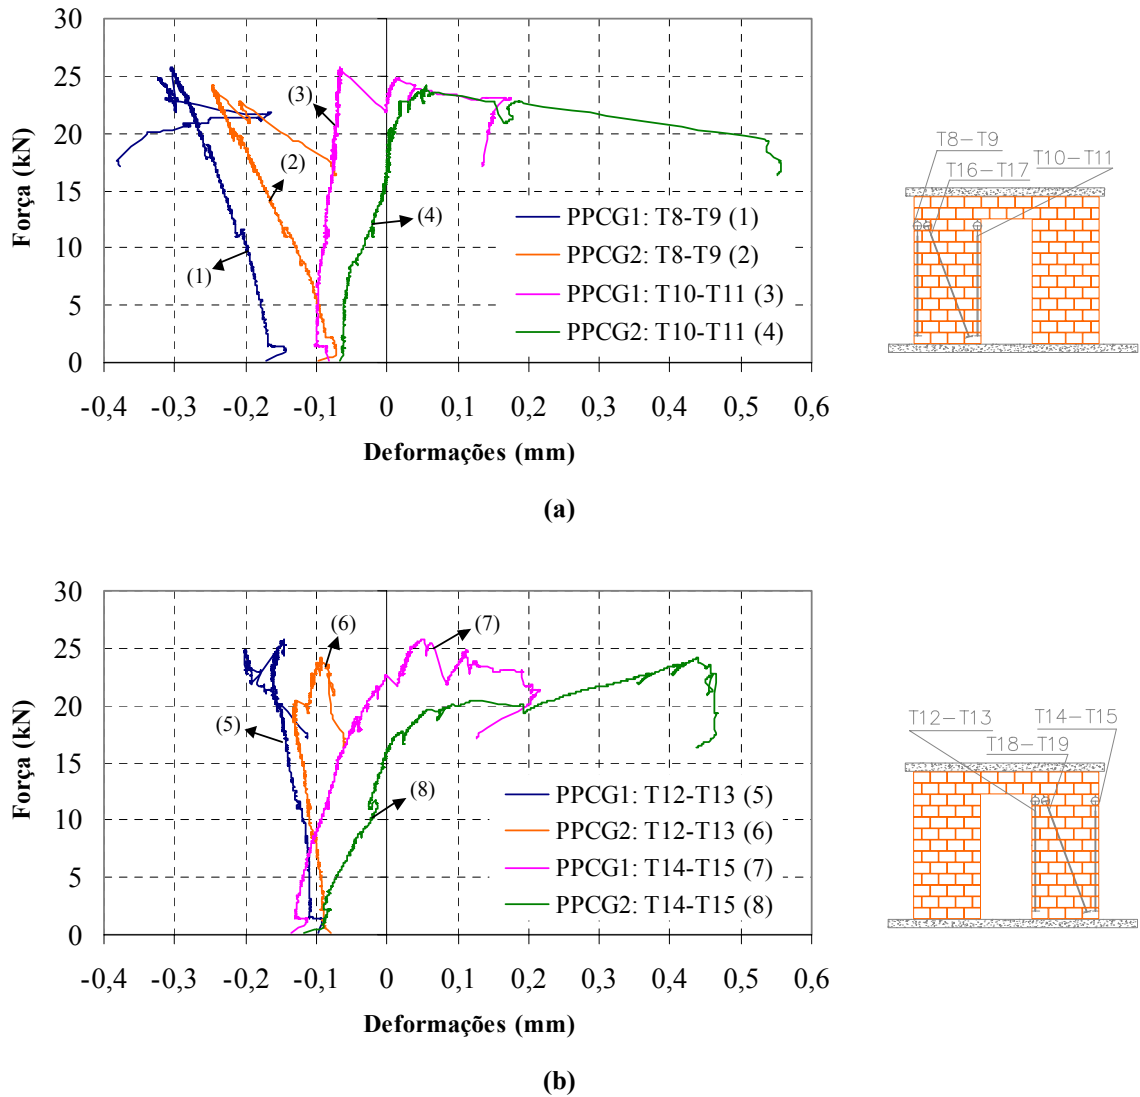 30
25
20
15
10
5
0
Força (kN)
(3)
(2)
(4)
(1)
PPCG1: T8-T9 (1)
PPCG2: T8-T9 (2)
PPCG1: T10-T11 (3)
PPCG2: T10-T11 (4)
-0,4 -0,3 -0,2 -0,1 0 0,1 0,2 0,3 0,4 0,5 0,6
Deformações (mm)
T8-T9
T10-T11
T16-T17
(a)
30
25
20
15
10
5
0
Força (kN)
(6)
(7)
(5)
(8)
PPCG1: T12-T13 (5)
PPCG2: T12-T13 (6)
PPCG1: T14-T15 (7)
PPCG2: T14-T15 (8)
-0,4 -0,3 -0,2 -0,1 0 0,1 0,2 0,3 0,4 0,5 0,6
Deformações (mm)
T12-T13 T14-T15
T18-T19
(b)